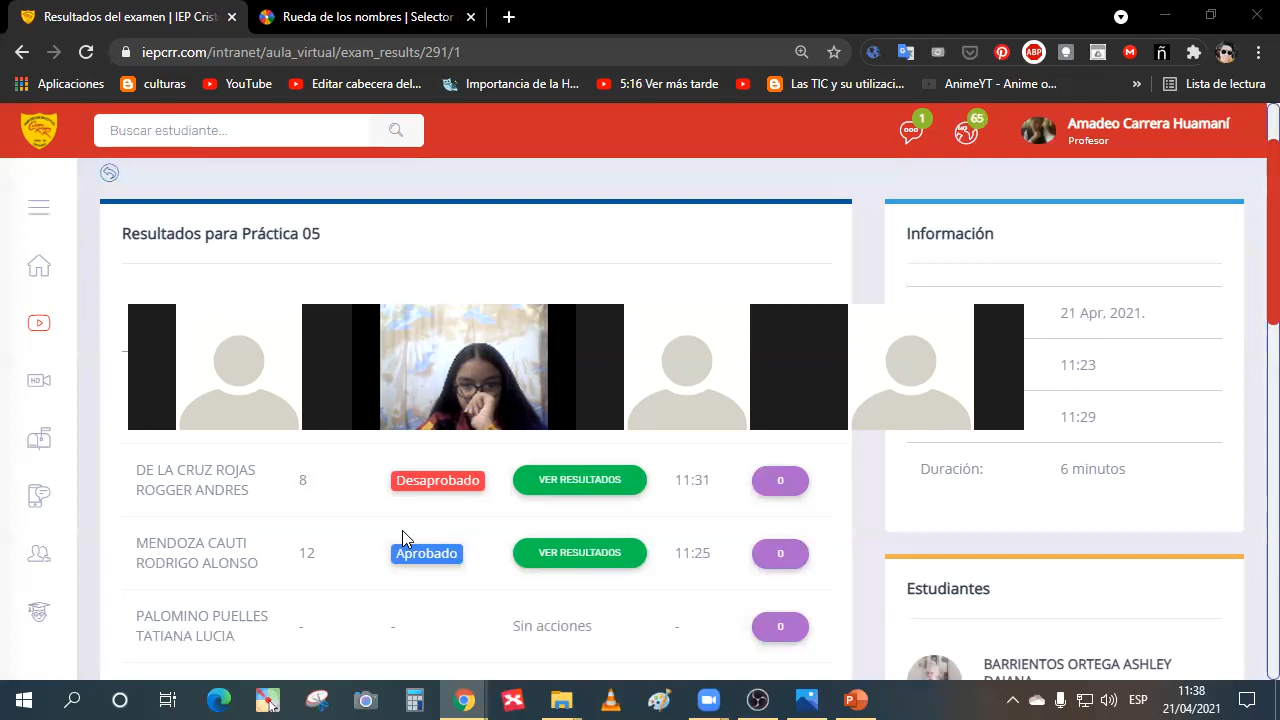 Resultados del examen | IEP Crist
Rueda de los nombres | Selector
iepcrr.com/intranet/aula_virtual/exam_results/291/1
ABP
ñ
Aplicaciones
culturas
YouTube
Editar cabecera del...
Importancia de la H...
5:16 Ver más tarde
Las TIC y su utilizaci...
AnimeYT - Anime o...
»
Lista de lectura
Buscar estudiante...
1
65
Amadeo Carrera Huamaní
Profesor
Resultados para Práctica 05
Información
21 Apr, 2021.
11:23
11:29
Duración: 6 minutos
DE LA CRUZ ROJAS
ROGGER ANDRES
8
Desaprobado
VER RESULTADOS
11:31
0
MENDOZA CAUTI
RODRIGO ALONSO
12
Aprobado
VER RESULTADOS
11:25
0
PALOMINO PUELLES
TATIANA LUCIA
-
-
Sin acciones
-
0
Estudiantes
BARRIENTOS ORTEGA ASHLEY
DAIANA
ESP
11:38
21/04/2021